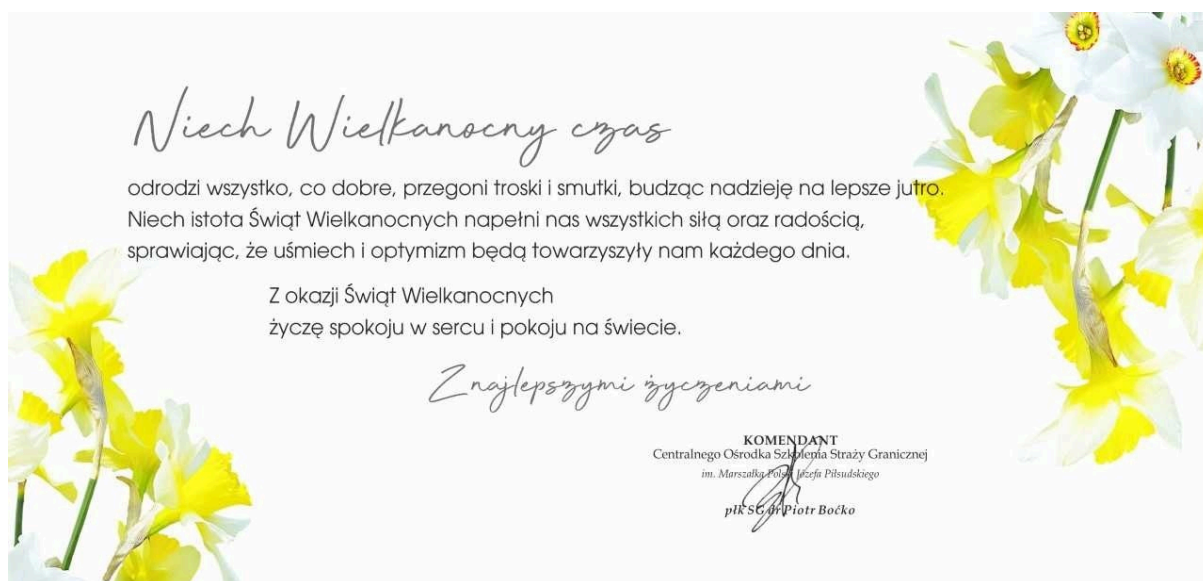 Niech Wielkanocny czas
odrodzi wszystko, co dobre, przegoni troski i smutki, budząc nadzieję na lepsze jutro.
Niech istota Świąt Wielkanocnych napełni nas wszystkich siłą oraz radością,
sprawiając, że uśmiech i optymizm będą towarzyszyły nam każdego dnia.
Z okazji Świąt Wielkanocnych
życzę spokoju w sercu i pokoju na świecie.
Z najlepszymi życzeniami
KOMENDANT
Centralnego Ośrodka Szkolenia Straży Granicznej
im. Marszałka Polski Józefa Piłsudskiego
płk SG dr Piotr Boćko